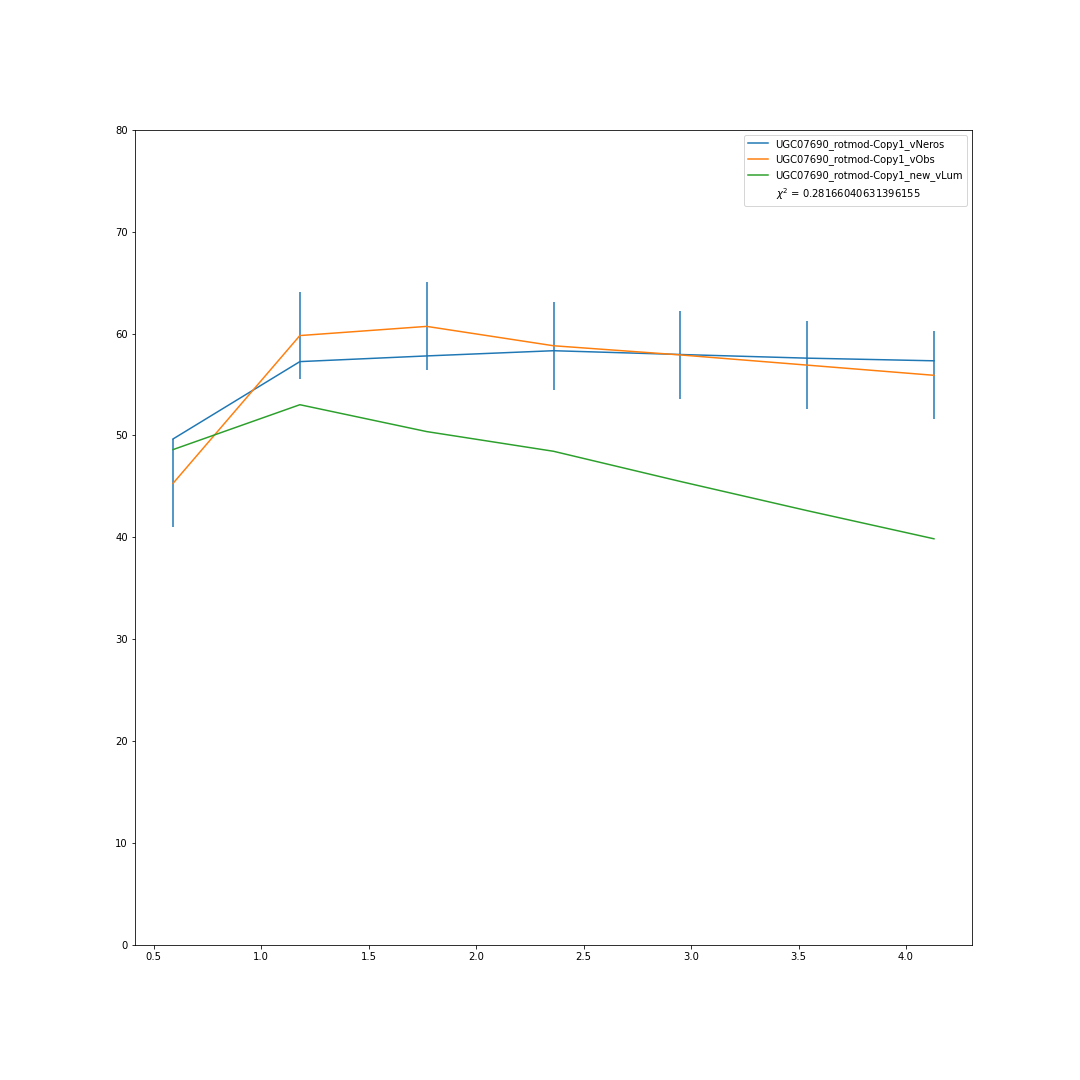 UGC07690_rotmod-Copy1_vNeros
UGC07690_rotmod-Copy1_vObs
UGC07690_rotmod-Copy1_new_vLum
χ² = 0.28166040631396155
80
70
60
50
40
30
20
10
0
0.5 1.0 1.5 2.0 2.5 3.0 3.5 4.0